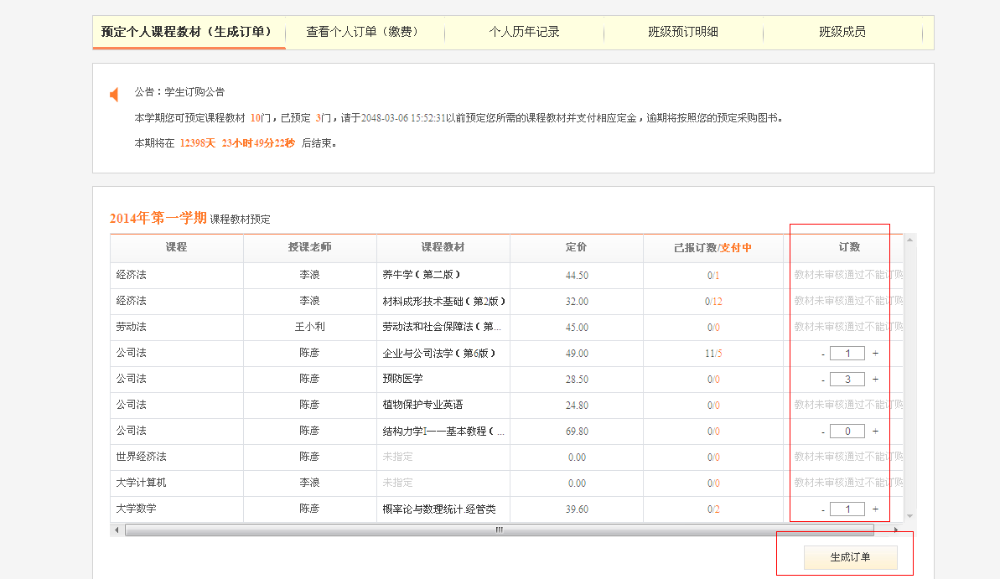 预定个人课程教材（生成订单） 查看个人订单（缴费） 个人历年记录 班级预订明细 班级成员
公告：学生订购公告
本学期您可预定课程教材 10门，已预定 3门，请于2048-03-06 15:52:31以前预定您所需的课程教材并支付相应定金，逾期将按照您的预定采购图书。
本期将在 12398天 23小时49分22秒 后结束。
2014年第一学期 课程教材预定
课程 授课老师 课程教材 定价 已报订数/支付中 订数
经济法 李浪 养牛学（第二版） 44.50 0/1 教材未审核通过不能订购
经济法 李浪 材料成形技术基础（第2版） 32.00 0/12 教材未审核通过不能订购
劳动法 王小利 劳动法和社会保障法（第... 45.00 0/0 教材未审核通过不能订购
公司法 陈彦 企业与公司法学（第6版） 49.00 11/5 - 1 +
公司法 陈彦 预防医学 28.50 0/0 - 3 +
公司法 陈彦 植物保护专业英语 24.80 0/0 教材未审核通过不能订购
公司法 陈彦 结构力学I——基本教程（... 69.80 0/0 - 0 +
世界经济法 陈彦 未指定 0.00 0/0 教材未审核通过不能订购
大学计算机 李浪 未指定 0.00 0/0 教材未审核通过不能订购
大学数学 陈彦 概率论与数理统计.经管类 39.60 0/2 - 1 +
生成订单